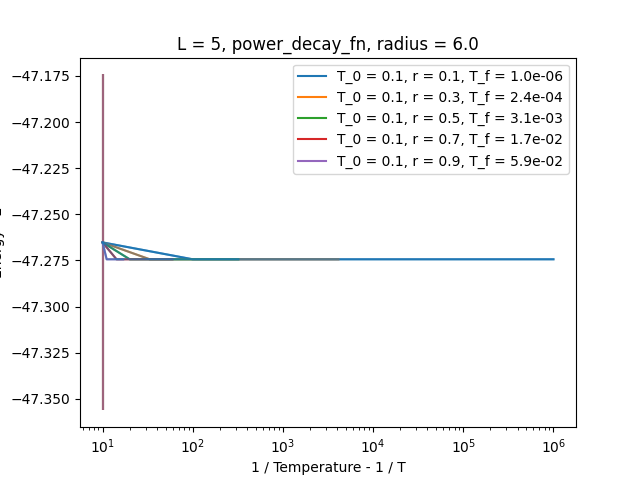 L = 5, power_decay_fn, radius = 6.0
−47.175
−47.200
−47.225
−47.250
−47.275
−47.300
−47.325
−47.350
T_0 = 0.1, r = 0.1, T_f = 1.0e-06
T_0 = 0.1, r = 0.3, T_f = 2.4e-04
T_0 = 0.1, r = 0.5, T_f = 3.1e-03
T_0 = 0.1, r = 0.7, T_f = 1.7e-02
T_0 = 0.1, r = 0.9, T_f = 5.9e-02
10¹ 10² 10³ 10⁴ 10⁵ 10⁶
1 / Temperature - 1 / T